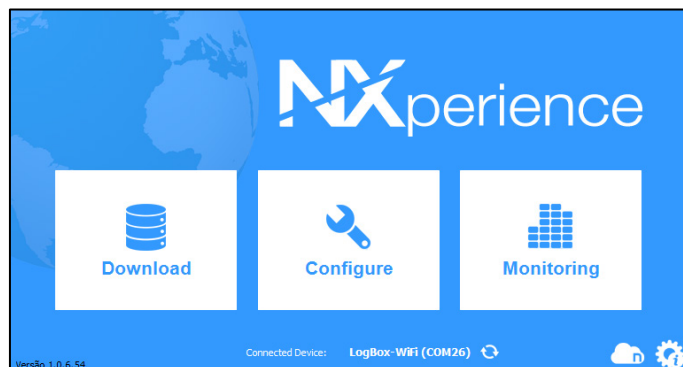 NXperience
Download
Configure
Monitoring
Connected Device: LogBox-WiFi (COM26)
n
i
Versão 1.0.6.54